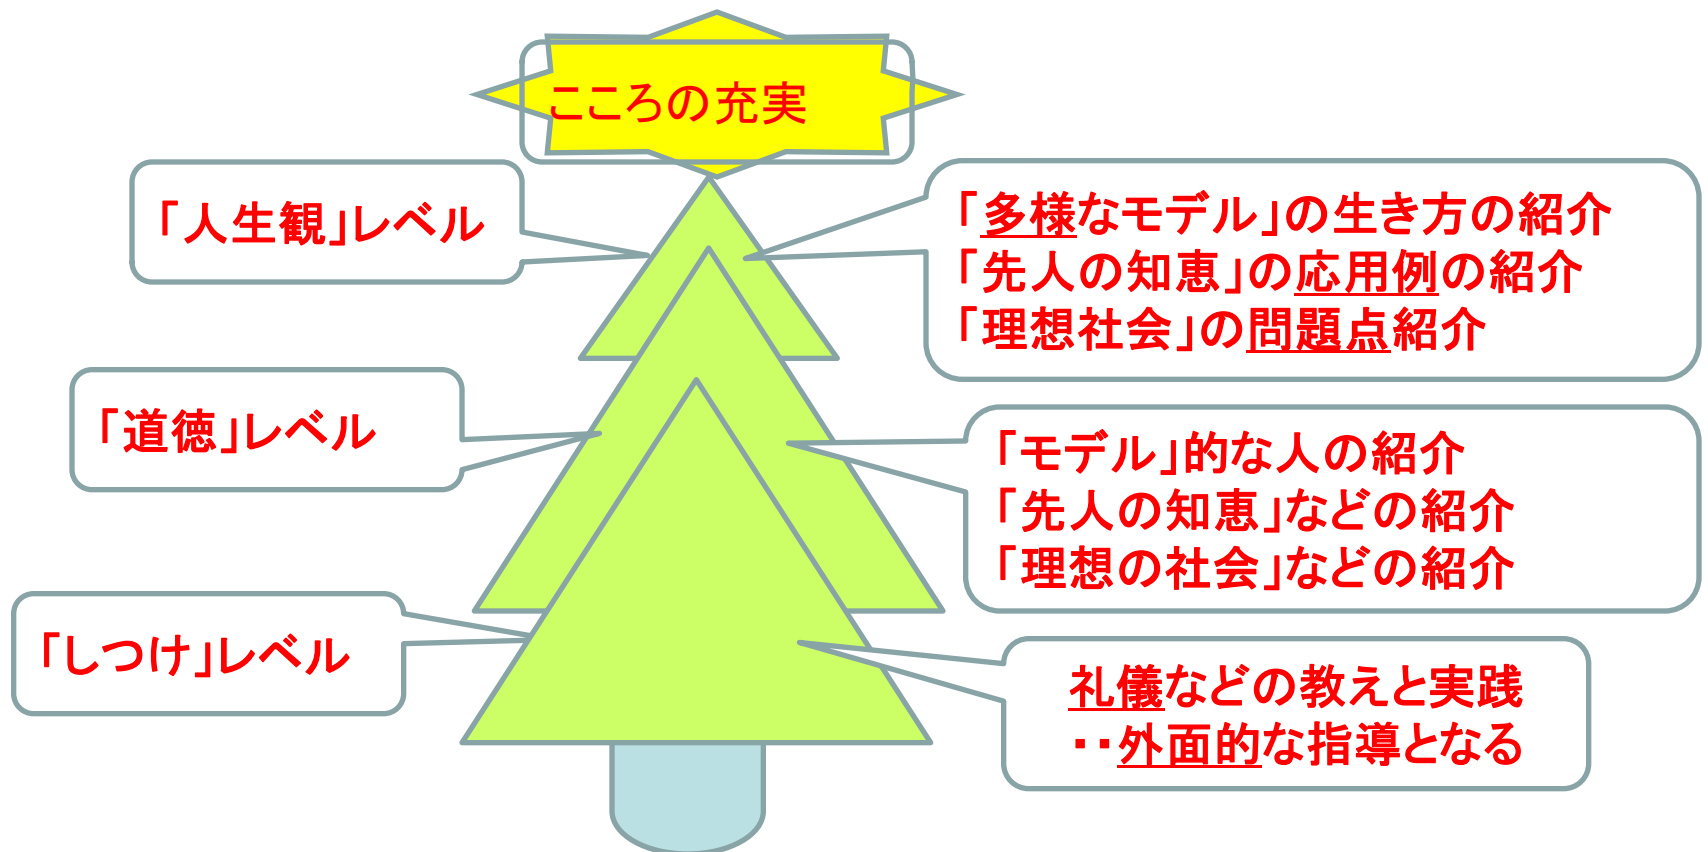 こころの充実
「人生観」レベル
「多様なモデル」の生き方の紹介
「先人の知恵」の応用例の紹介
「理想社会」の問題点紹介
「道徳」レベル
「モデル」的な人の紹介
「先人の知恵」などの紹介
「理想の社会」などの紹介
「しつけ」レベル
礼儀などの教えと実践
・・外面的な指導となる